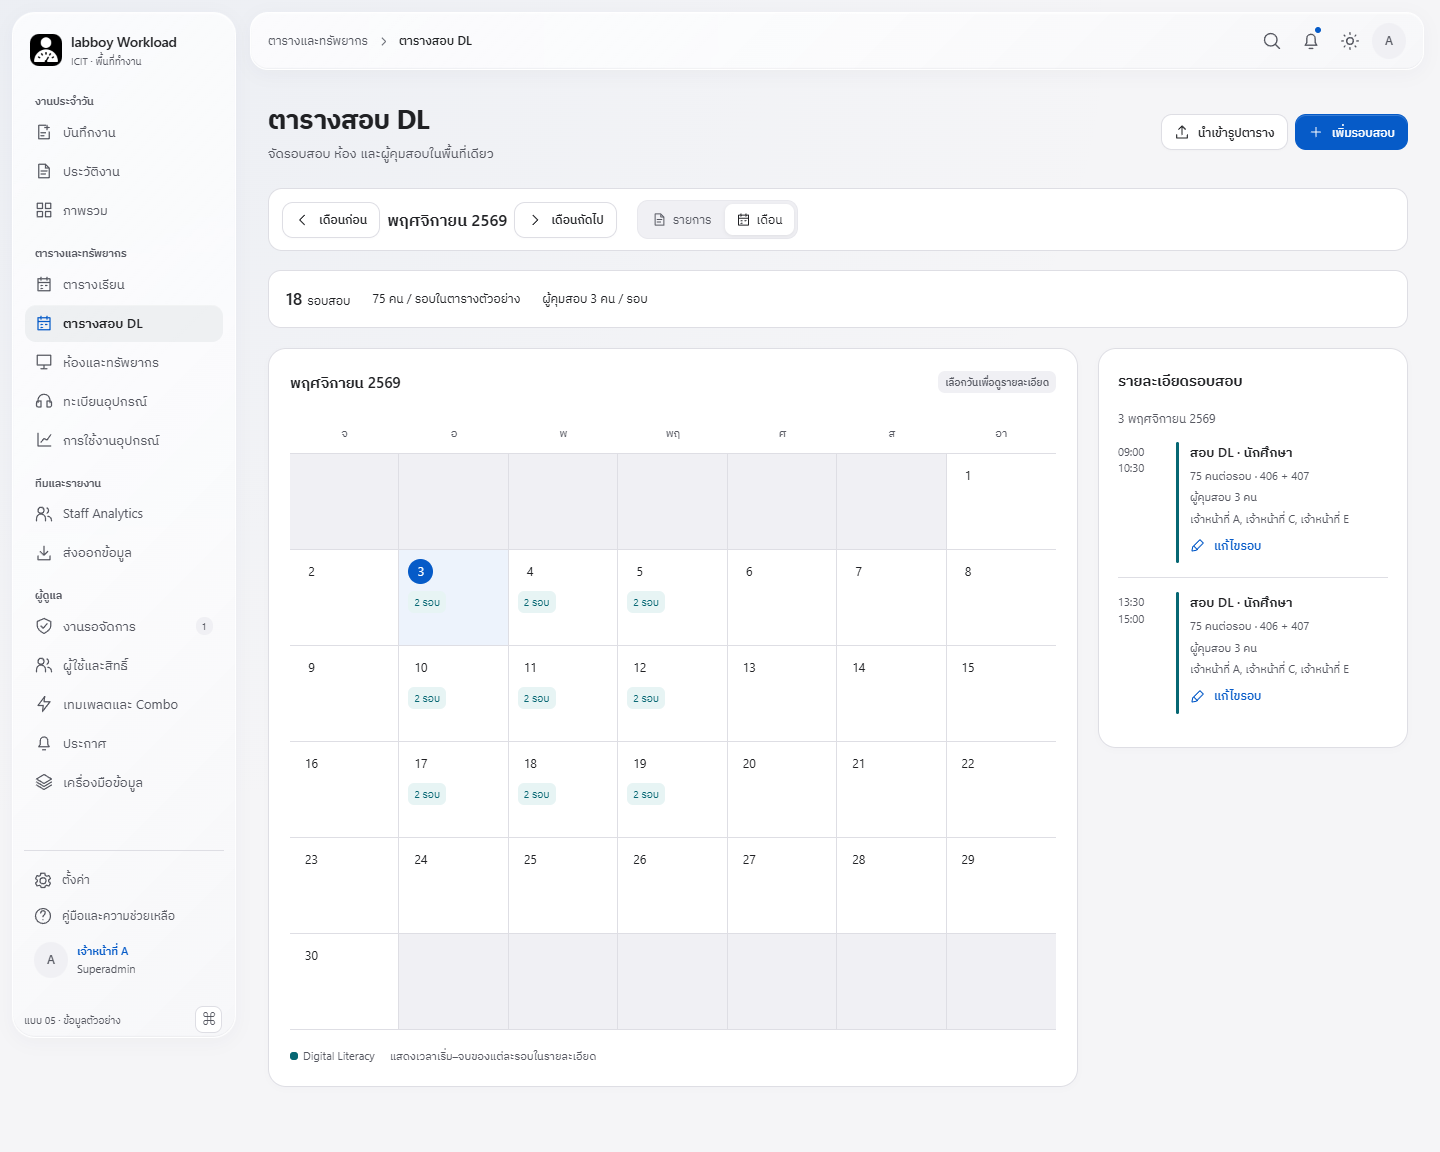 labboy Workload
ICIT · พื้นที่ทำงาน
งานประจำวัน
บันทึกงาน
ประวัติงาน
ภาพรวม
ตารางและทรัพยากร
ตารางเรียน
ตารางสอบ DL
ห้องและทรัพยากร
ทะเบียนอุปกรณ์
การใช้งานอุปกรณ์
ทีมและรายงาน
Staff Analytics
ส่งออกข้อมูล
ผู้ดูแล
งานรอจัดการ 1
ผู้ใช้และสิทธิ์
เทมเพลตและ Combo
ประกาศ
เครื่องมือข้อมูล
ตั้งค่า
คู่มือและความช่วยเหลือ
A
เจ้าหน้าที่ A
Superadmin
แบบ 05 · ข้อมูลตัวอย่าง
ตารางและทรัพยากร > ตารางสอบ DL
A
ตารางสอบ DL
จัดรอบสอบ ห้อง และผู้คุมสอบในพื้นที่เดียว
นำเข้ารูปตาราง
เพิ่มรอบสอบ
เดือนก่อน พฤศจิกายน 2569 เดือนถัดไป รายการ เดือน
18 รอบสอบ 75 คน / รอบในตารางตัวอย่าง ผู้คุมสอบ 3 คน / รอบ
พฤศจิกายน 2569
เลือกวันเพื่อดูรายละเอียด
จ อ พ พฤ ศ ส อา
1
2 3 4 5 6 7 8
2 รอบ 2 รอบ 2 รอบ
9 10 11 12 13 14 15
2 รอบ 2 รอบ 2 รอบ
16 17 18 19 20 21 22
2 รอบ 2 รอบ 2 รอบ
23 24 25 26 27 28 29
30
Digital Literacy แสดงเวลาเริ่ม–จบของแต่ละรอบในรายละเอียด
รายละเอียดรอบสอบ
3 พฤศจิกายน 2569
09:00
10:30
สอบ DL · นักศึกษา
75 คนต่อรอบ · 406 + 407
ผู้คุมสอบ 3 คน
เจ้าหน้าที่ A, เจ้าหน้าที่ C, เจ้าหน้าที่ E
แก้ไขรอบ
13:30
15:00
สอบ DL · นักศึกษา
75 คนต่อรอบ · 406 + 407
ผู้คุมสอบ 3 คน
เจ้าหน้าที่ A, เจ้าหน้าที่ C, เจ้าหน้าที่ E
แก้ไขรอบ